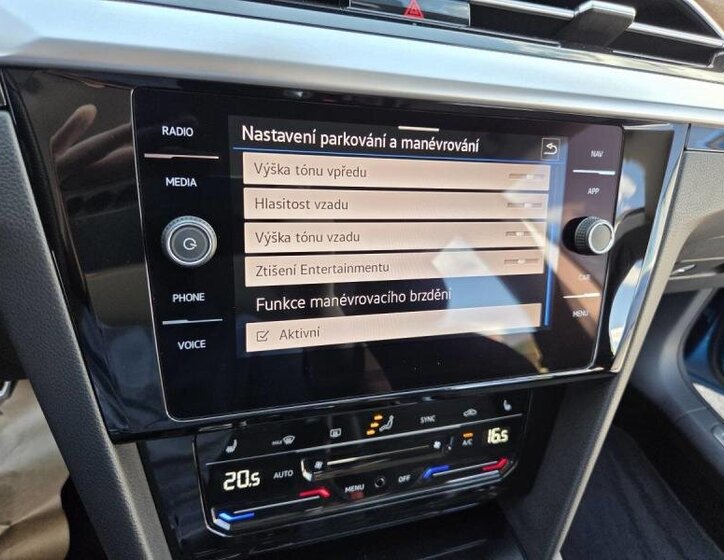 RADIO
MEDIA
PHONE
VOICE
Nastavení parkování a manévrování
Výška tónu vpředu
Hlasitost vzadu
Výška tónu vzadu
Ztišení Entertainmentu
Funkce manévrovacího brzdění
Aktivní
NAV
APP
CAR
MENU
MAX
SYNC
20.5
AUTO
A/C
16.5
MENU
OFF